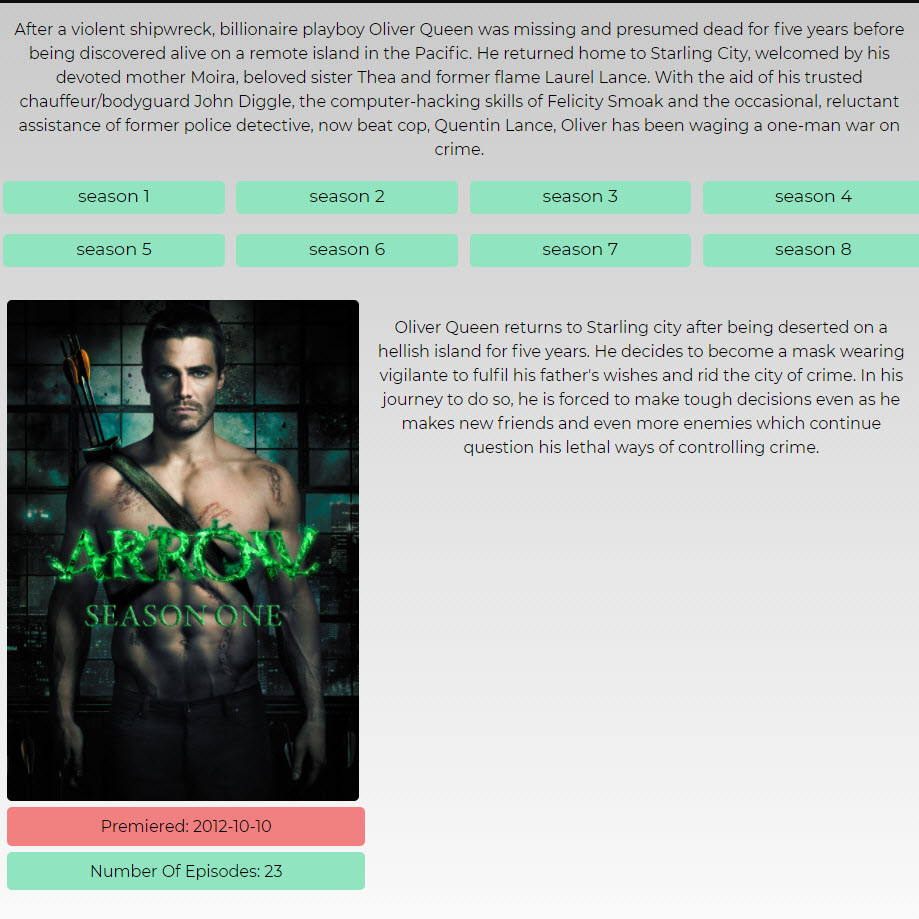 After a violent shipwreck, billionaire playboy Oliver Queen was missing and presumed dead for five years before
being discovered alive on a remote island in the Pacific. He returned home to Starling City, welcomed by his
devoted mother Moira, beloved sister Thea and former flame Laurel Lance. With the aid of his trusted
chauffeur/bodyguard John Diggle, the computer-hacking skills of Felicity Smoak and the occasional, reluctant
assistance of former police detective, now beat cop, Quentin Lance, Oliver has been waging a one-man war on
crime.
season 1
season 2
season 3
season 4
season 5
season 6
season 7
season 8
ARROW
SEASON ONE
Premiered: 2012-10-10
Number Of Episodes: 23
Oliver Queen returns to Starling city after being deserted on a
hellish island for five years. He decides to become a mask wearing
vigilante to fulfil his father's wishes and rid the city of crime. In his
journey to do so, he is forced to make tough decisions even as he
makes new friends and even more enemies which continue
question his lethal ways of controlling crime.